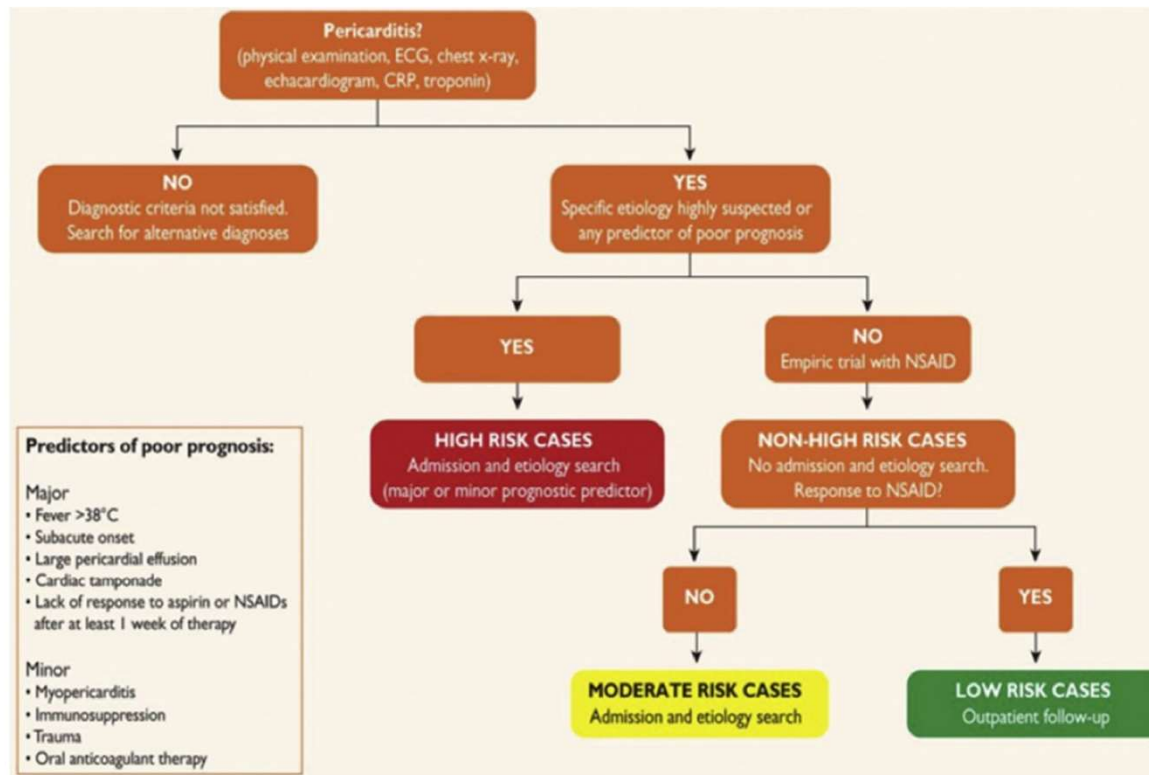 Pericarditis?
(physical examination, ECG, chest x-ray,
echacardiogram, CRP, troponin)
NO
Diagnostic criteria not satisfied.
Search for alternative diagnoses
YES
Specific etiology highly suspected or
any predictor of poor prognosis
YES
NO
Empiric trial with NSAID
HIGH RISK CASES
Admission and etiology search
(major or minor prognostic predictor)
NON-HIGH RISK CASES
No admission and etiology search.
Response to NSAID?
Predictors of poor prognosis:
Major
• Fever >38°C
• Subacute onset
• Large pericardial effusion
• Cardiac tamponade
• Lack of response to aspirin or NSAIDs
after at least 1 week of therapy
Minor
• Myopericarditis
• Immunosuppression
• Trauma
• Oral anticoagulant therapy
NO
YES
MODERATE RISK CASES
Admission and etiology search
LOW RISK CASES
Outpatient follow-up